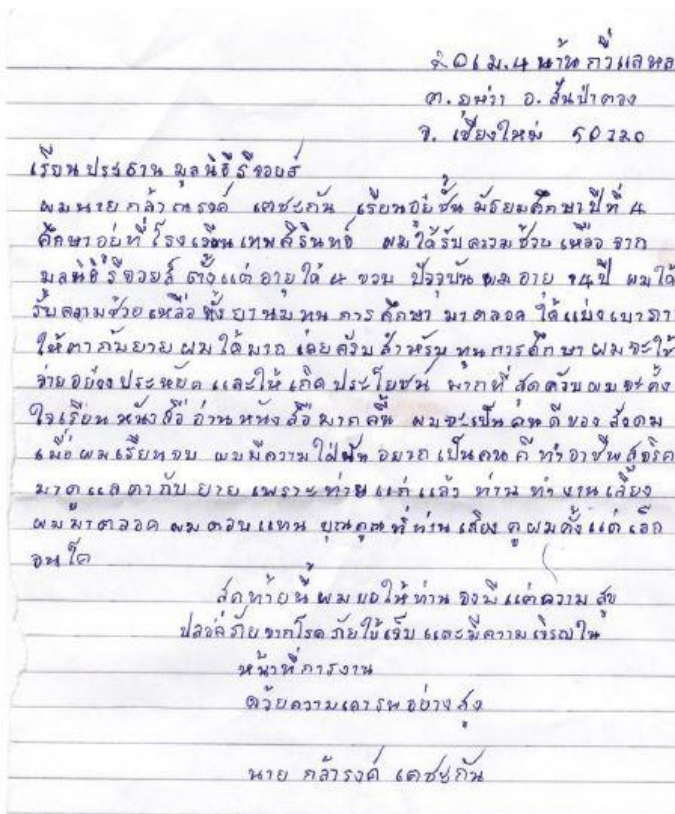 ม.4 บ้านกิ่วแลหล
ต. อ. สันป่าตอง
จ. เชียงใหม่ 50120
เรียนประธานมูลนิธิรีจอยส์
ผมนายกล้าณรงค์ เตชะกัน เรียนอยู่ชั้น มัธยมศึกษาปีที่ 4
ศึกษาอยู่ที่โรงเรียนเทพศิรินทร์ ผมได้รับความช่วยเหลือ จาก
มูลนิธิรีจอยส์ ตั้งแต่อายุได้ 4 ขวบ ปัจจุบัน ผม อายุ 14 ปี ผมได้
รับความช่วยเหลือ ทั้ง ทุน การ ศึกษา มาตลอด ได้แบ่งเบาภา
ให้ตากับยาย ผมได้มาก เลยครับสำหรับ ทุนการศึกษา ผมจะใช้
จ่ายอย่างประหยัด และให้เกิดประโยชน์ มากที่สุดครับผมจะตั้ง
ใจเรียน หนังสือ อ่านหนังสือ มากขึ้น ผมจะเป็นคนดีของ สังคม
เมื่อผมเรียนจบ ผมมีความใฝ่ฝัน อยาก เป็นคนดี ทำอาชีพสุจริต
มาดูแลตากับ ยาย เพราะท่าน แก่แล้ว ท่าน ทำงานเลี้ยง
ผมมาตลอด ผมตอบแทน บุญคุณที่ท่านเลี้ยง ดูผมตั้งแต่เล็ก
จนโต
สุดท้ายนี้ผมขอให้ท่าน จงมีแต่ความสุข
ปลอดภัยจากโรคภัยไข้เจ็บ และมีความเจริญใน
หน้าที่การงาน
ด้วยความเคารพอย่างสูง
นาย กล้ารงค์ เตชะกัน